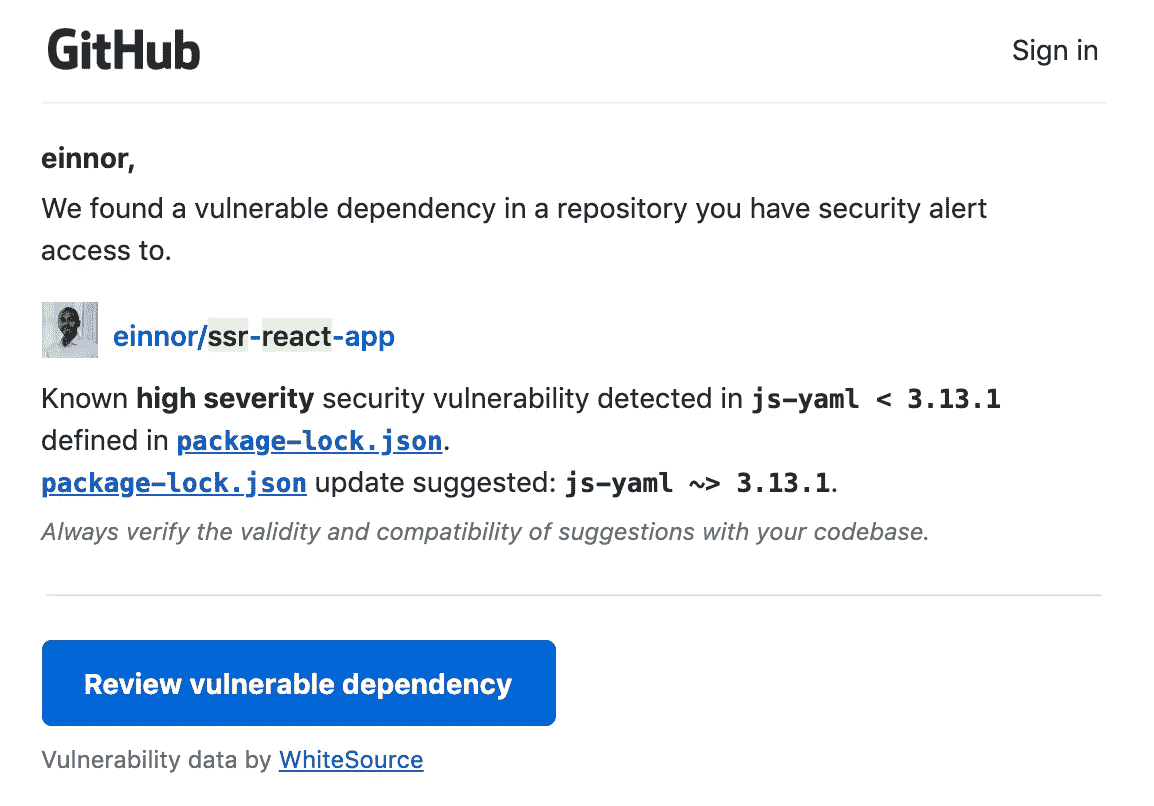 GitHub
Sign in
einnor,
We found a vulnerable dependency in a repository you have security alert
access to.
einnor/ssr-react-app
Known high severity security vulnerability detected in js-yaml < 3.13.1
defined in package-lock.json.
package-lock.json update suggested: js-yaml ~> 3.13.1.
Always verify the validity and compatibility of suggestions with your codebase.
Review vulnerable dependency
Vulnerability data by WhiteSource